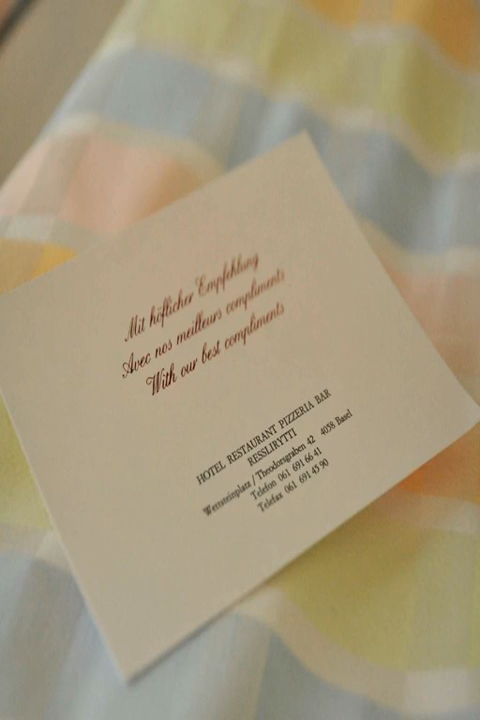 Mit höflicher Empfehlung
Avec nos meilleurs compliments
With our best compliments
HOTEL RESTAURANT PIZZERIA BAR
RESSLIRYTTI
Wettsteinplatz / Theodorsgraben 42 4058 Basel
Telefon 061 691 66 41
Telefax 061 691 45 90